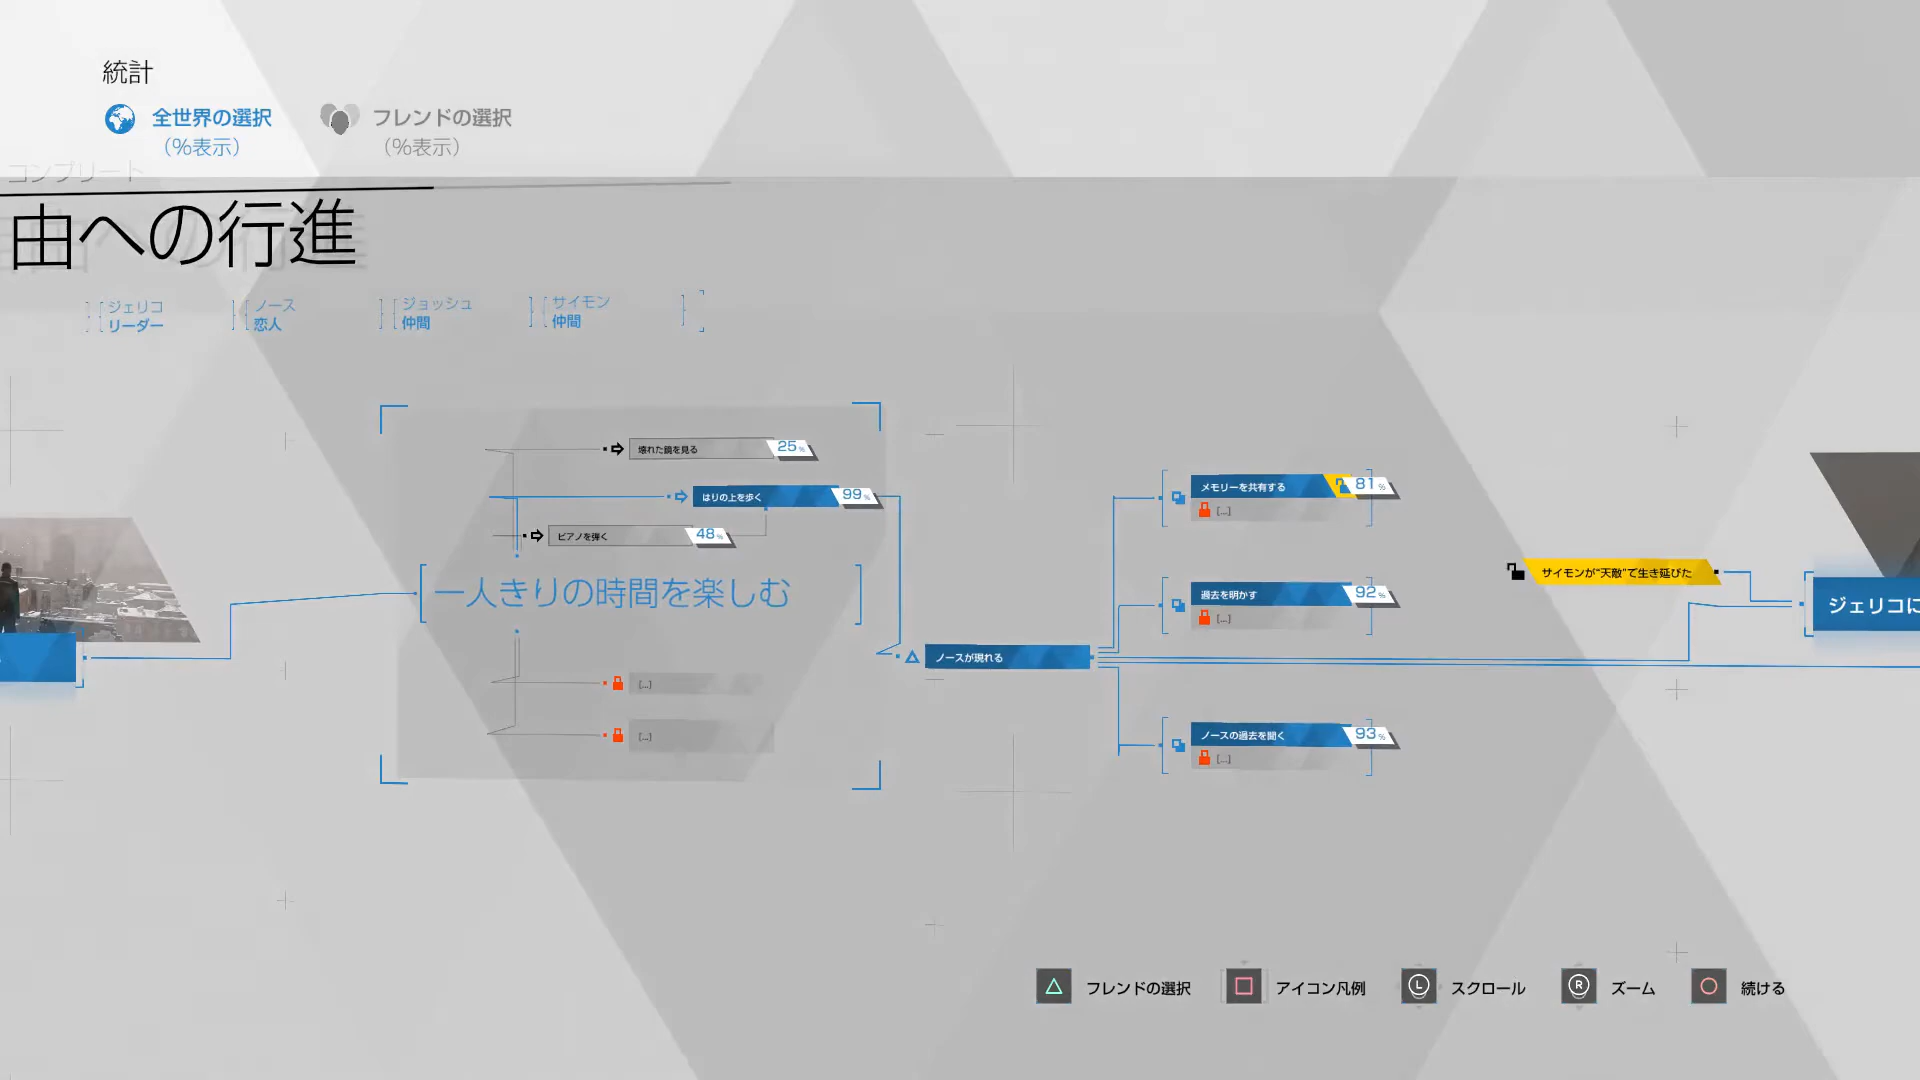 統計
全世界の選択
（%表示）
フレンドの選択
（%表示）
コンプリート
由への行進
ジェリコ
リーダー
ノース
恋人
ジョッシュ
仲間
サイモン
仲間
壊れた鏡を見る 25%
はりの上を歩く 99%
ピアノを弾く 48%
一人きりの時間を楽しむ
[...]
[...]
ノースが現れる
メモリーを共有する 81%
[...]
過去を明かす 92%
[...]
ノースの過去を聞く 93%
[...]
サイモンが“天敵”で生き延びた
ジェリコに
フレンドの選択
アイコン凡例
L スクロール
R ズーム
続ける